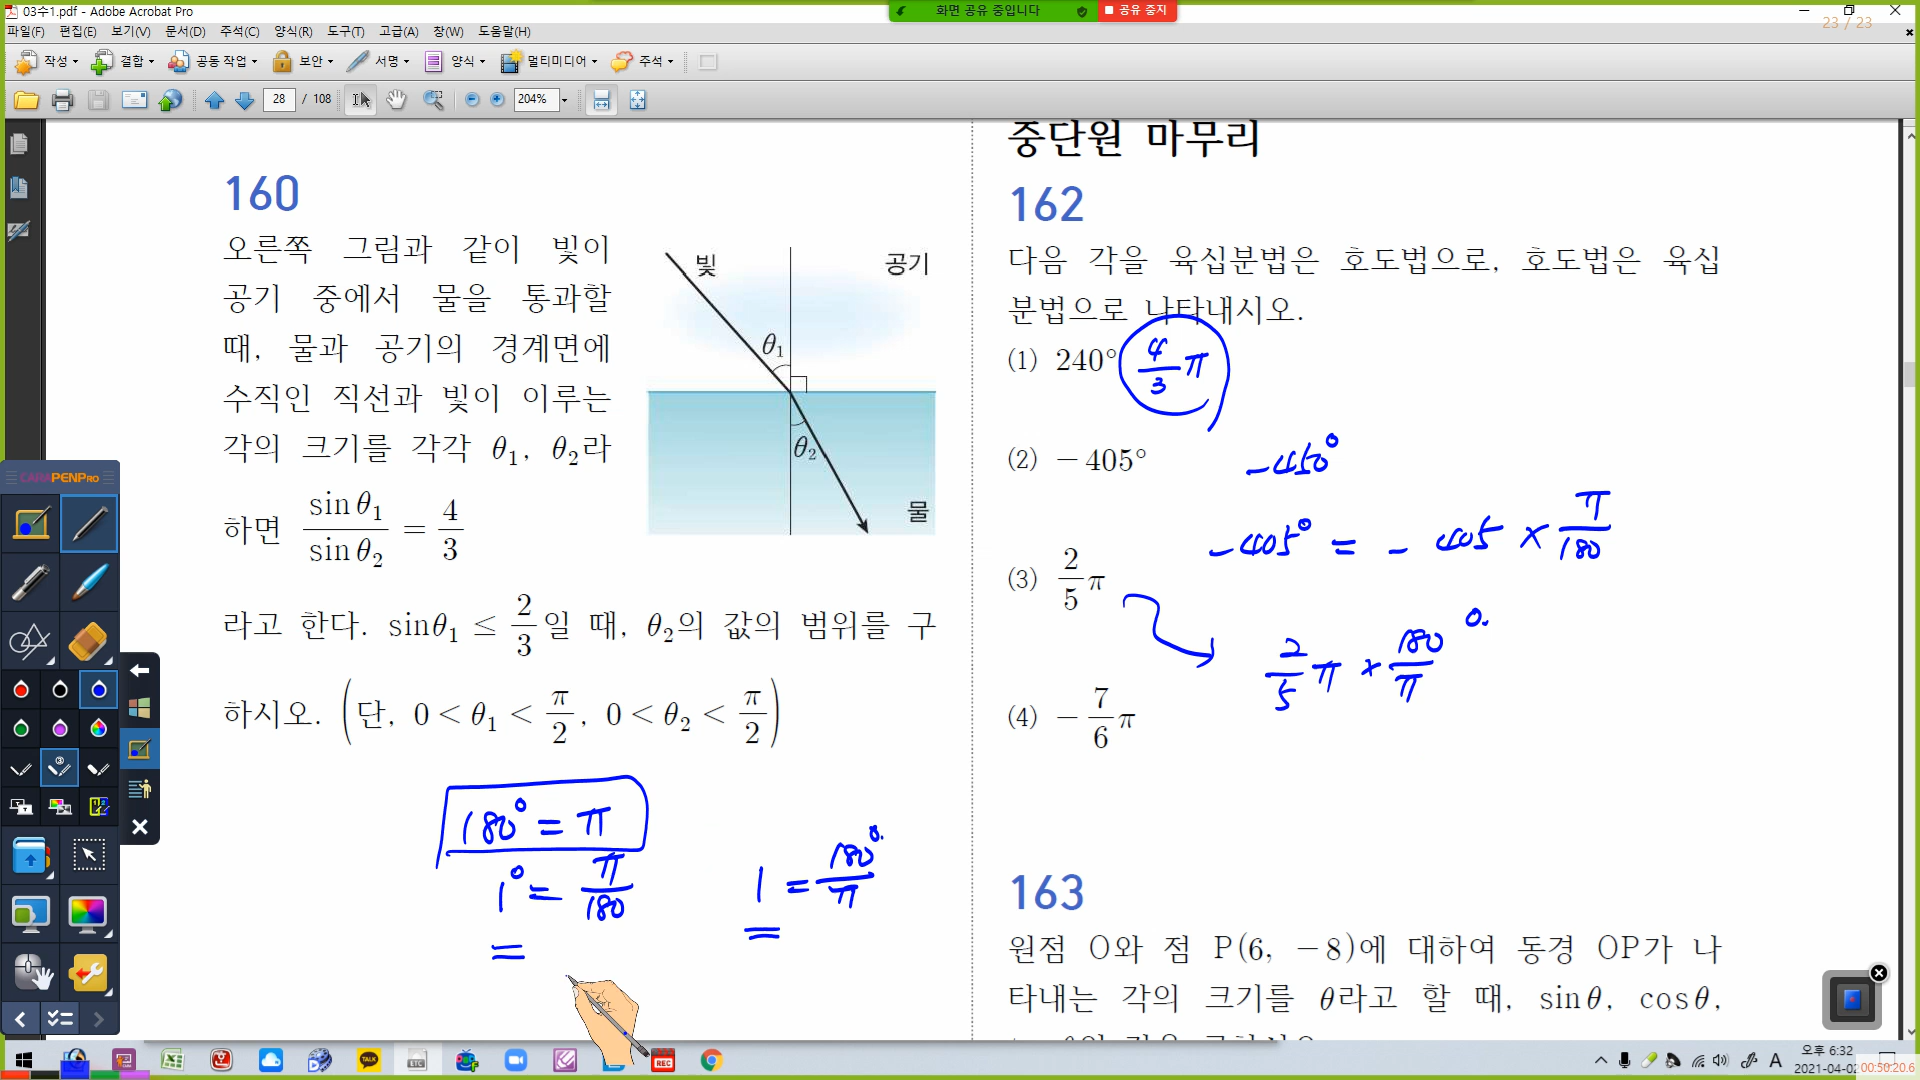 03수1.pdf - Adobe Acrobat Pro
화면 공유 중입니다
공유 중지
23 / 23
파일(F) 편집(E) 보기(V) 문서(D) 주석(C) 양식(R) 도구(T) 고급(A) 창(W) 도움말(H)
작성 결합 공동 작업 보안 서명 양식 멀티미디어 주석
28 / 108 204%
160
오른쪽 그림과 같이 빛이
공기 중에서 물을 통과할
때, 물과 공기의 경계면에
수직인 직선과 빛이 이루는
각의 크기를 각각 θ₁, θ₂라
하면 sin θ₁ / sin θ₂ = 4/3
라고 한다. sinθ₁ ≤ 2/3일 때, θ₂의 값의 범위를 구
하시오. (단, 0 < θ₁ < π/2, 0 < θ₂ < π/2)
빛 공기
θ₁
θ₂
물
180° = π
1° = π/180
1 = 180°/π
중단원 마무리
162
다음 각을 육십분법은 호도법으로, 호도법은 육십
분법으로 나타내시오.
(1) 240° 4/3 π
(2) −405° −450°
−405° = − 405 × π/180
(3) 2/5 π
2/5 π × 180°/π
(4) −7/6 π
163
원점 O와 점 P(6, −8)에 대하여 동경 OP가 나
타내는 각의 크기를 θ라고 할 때, sinθ, cosθ,
CARAPENPRO
③
TALK
ETC
REC
A
오후 6:32
2021-04-02
00:50:20.6